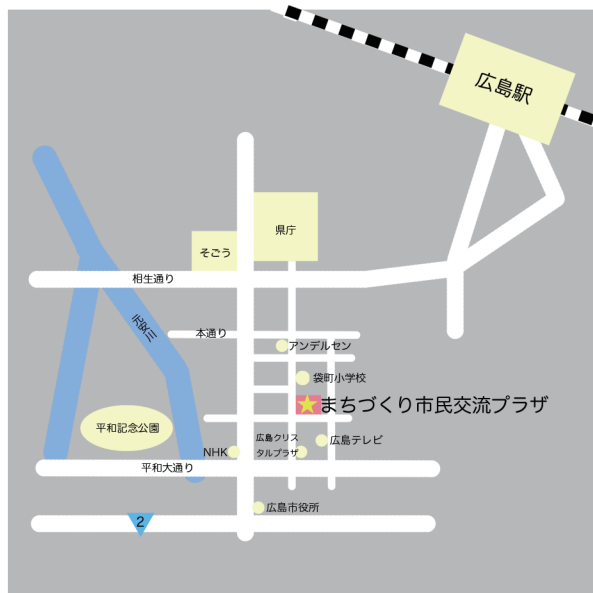 広島駅
県庁
そごう
相生通り
元安川
本通り
アンデルセン
袋町小学校
まちづくり市民交流プラザ
平和記念公園
広島クリス
タルプラザ
広島テレビ
NHK
平和大通り
広島市役所
2